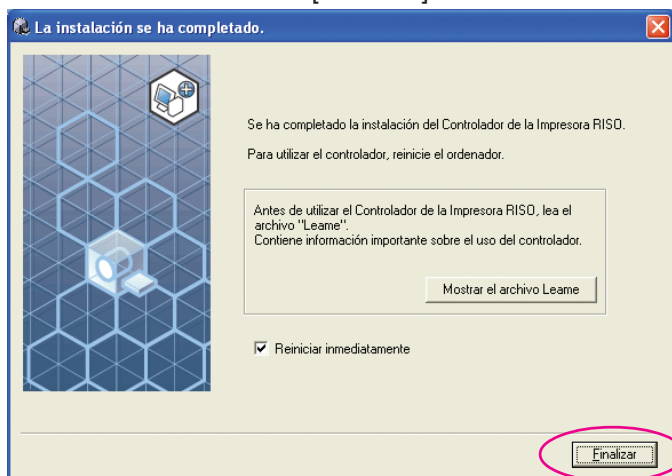 La instalación se ha completado.
Se ha completado la instalación del Controlador de la Impresora RISO.
Para utilizar el controlador, reinicie el ordenador.
Antes de utilizar el Controlador de la Impresora RISO, lea el
archivo "Leame".
Contiene información importante sobre el uso del controlador.
Mostrar el archivo Leame
Reiniciar inmediatamente
Finalizar